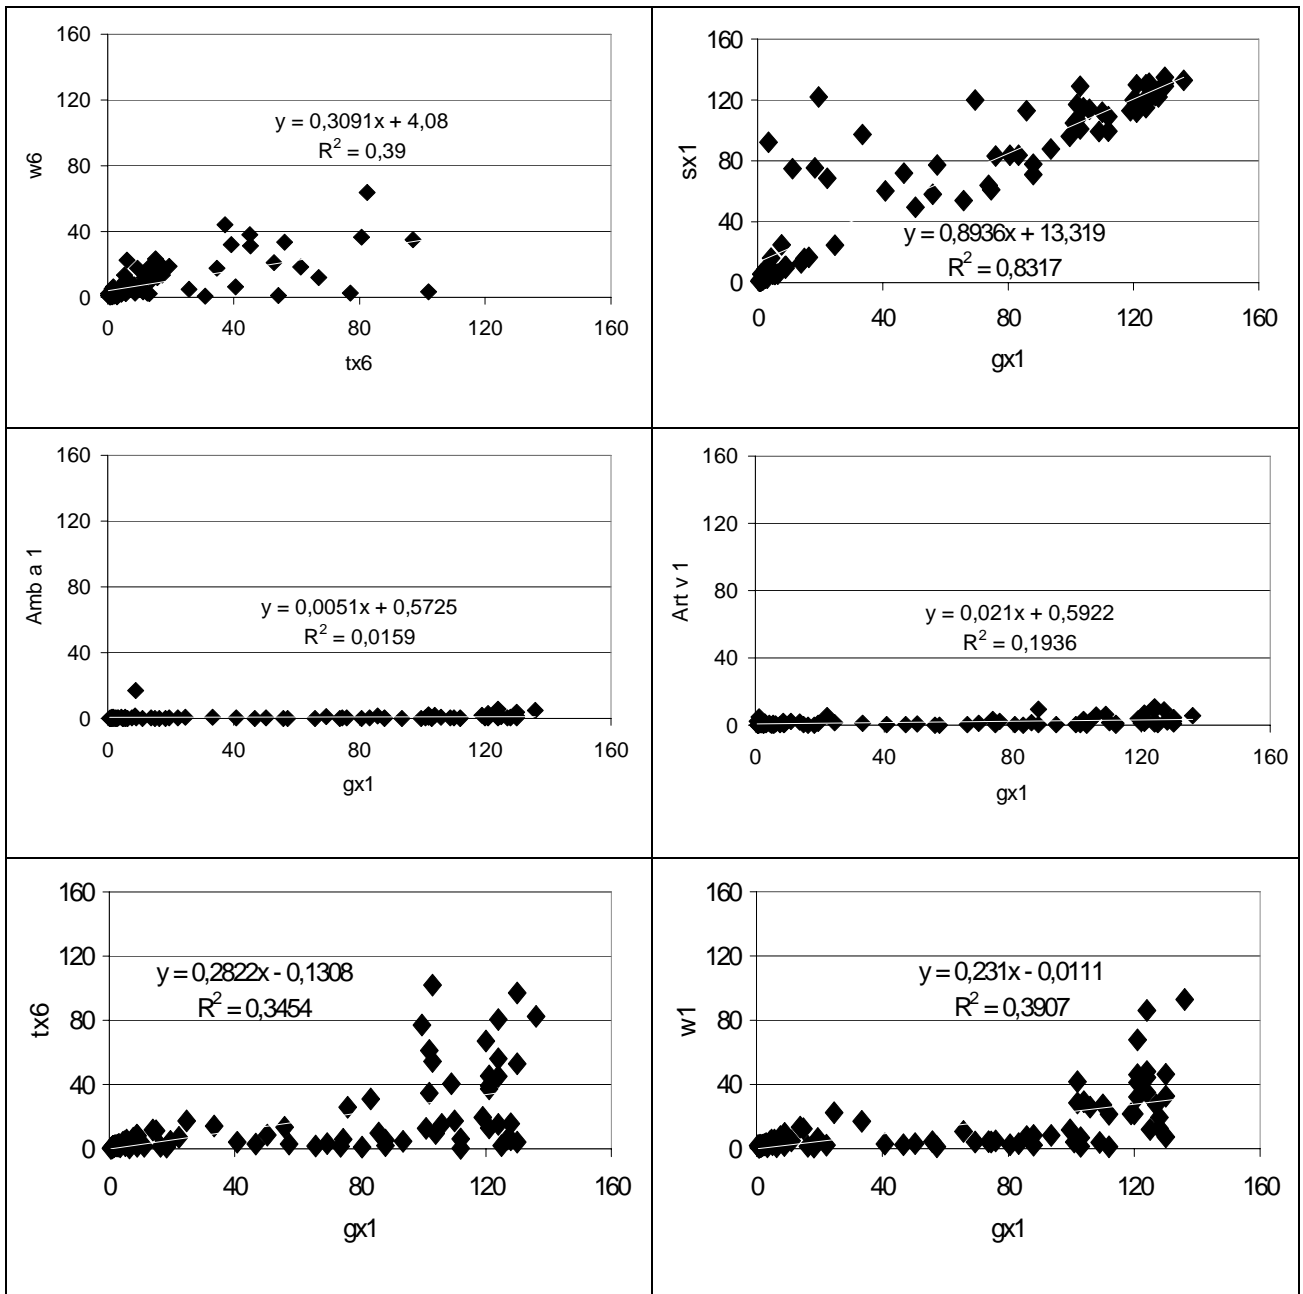 160
120
80
40
0
w6
y = 0,3091x + 4,08
R² = 0,39
0 40 80 120 160
tx6
160
120
80
40
0
sx1
y = 0,8936x + 13,319
R² = 0,8317
0 40 80 120 160
gx1
160
120
80
40
0
Amb a 1
y = 0,0051x + 0,5725
R² = 0,0159
0 40 80 120 160
gx1
160
120
80
40
0
Art v 1
y = 0,021x + 0,5922
R² = 0,1936
0 40 80 120 160
gx1
160
120
80
40
0
tx6
y = 0,2822x - 0,1308
R² = 0,3454
0 40 80 120 160
gx1
160
120
80
40
0
w1
y = 0,231x - 0,0111
R² = 0,3907
0 40 80 120 160
gx1